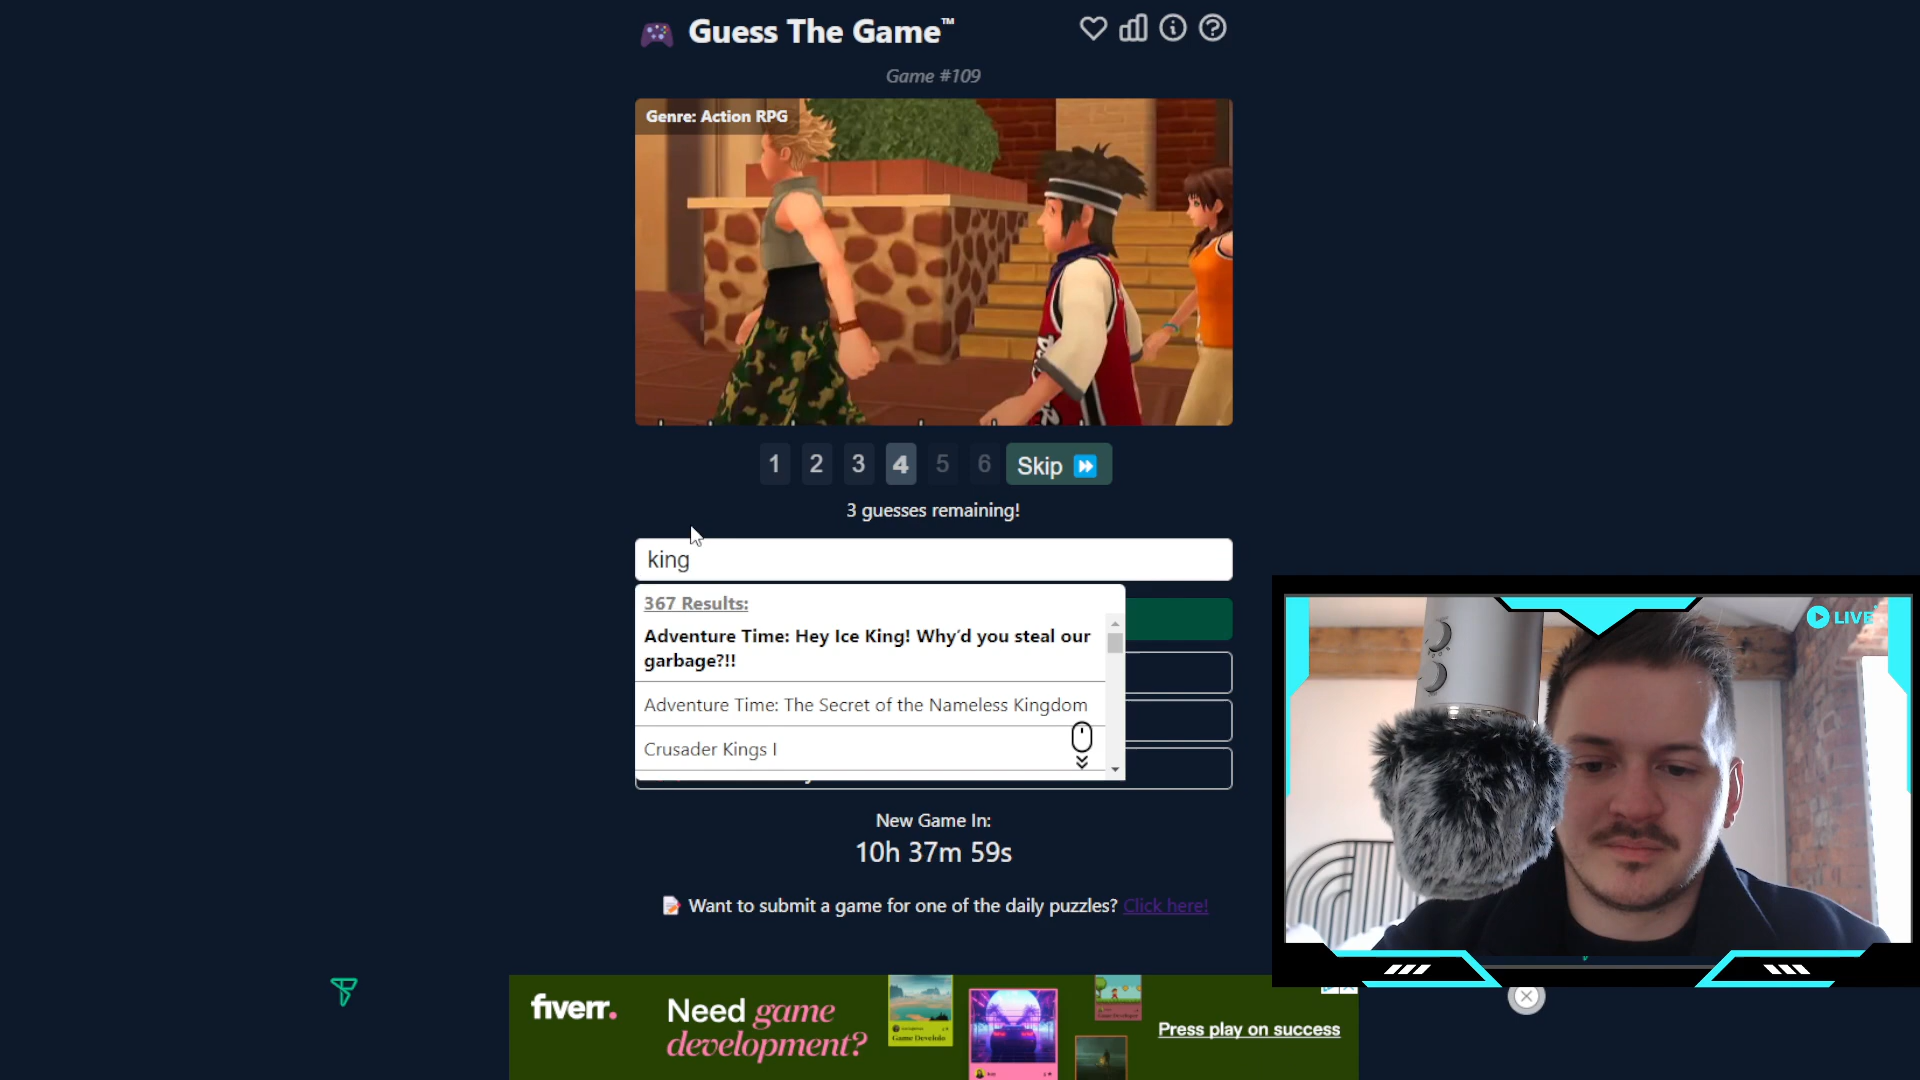 Guess The Game™
Game #109
Genre: Action RPG
1 2 3 4 5 6 Skip
3 guesses remaining!
king
367 Results:
Adventure Time: Hey Ice King! Why'd you steal our
garbage?!!
Adventure Time: The Secret of the Nameless Kingdom
Crusader Kings I
New Game In:
10h 37m 59s
Want to submit a game for one of the daily puzzles? Click here!
LIVE
fiverr.
Need game
development?
Press play on success